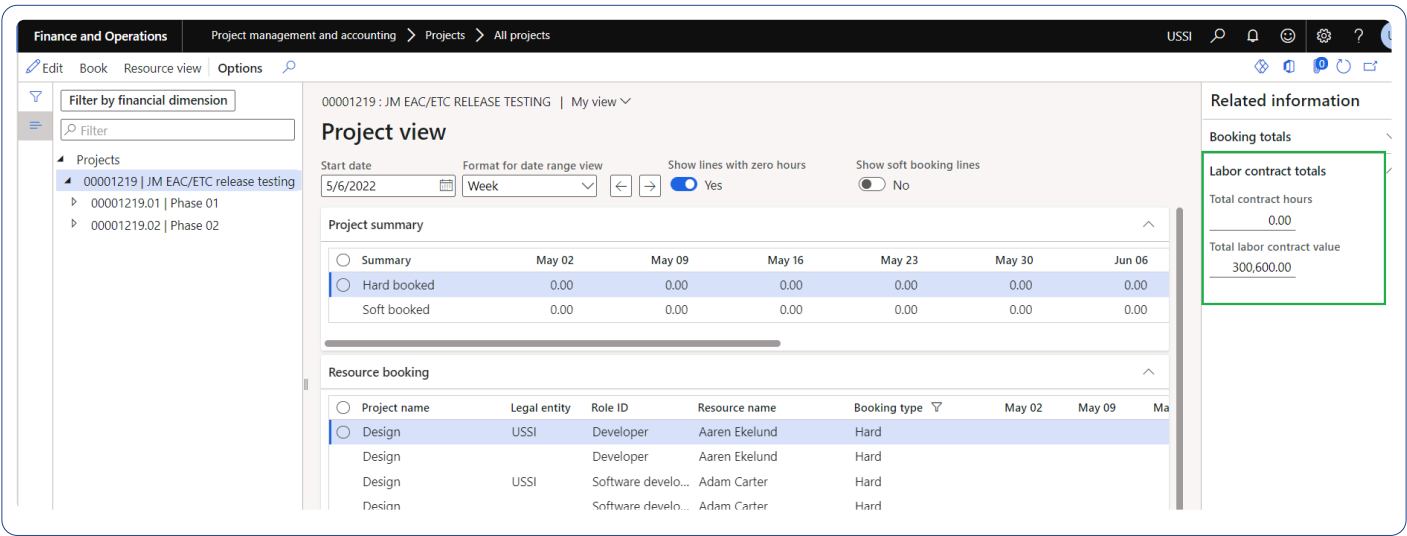 Finance and Operations Project management and accounting > Projects > All projects USSI ?
Edit Book Resource view Options 0
Filter by financial dimension
Filter
Projects
00001219 | JM EAC/ETC release testing
00001219.01 | Phase 01
00001219.02 | Phase 02
00001219 : JM EAC/ETC RELEASE TESTING | My view
Project view
Start date Format for date range view Show lines with zero hours Show soft booking lines
5/6/2022 Week Yes No
Project summary
Summary May 02 May 09 May 16 May 23 May 30 Jun 06
Hard booked 0.00 0.00 0.00 0.00 0.00 0.00
Soft booked 0.00 0.00 0.00 0.00 0.00 0.00
Resource booking
Project name Legal entity Role ID Resource name Booking type May 02 May 09 Ma
Design USSI Developer Aaren Ekelund Hard
Design Developer Aaren Ekelund Hard
Design USSI Software develo... Adam Carter Hard
Design Software develo... Adam Carter Hard
Related information
Booking totals
Labor contract totals
Total contract hours
0.00
Total labor contract value
300,600.00